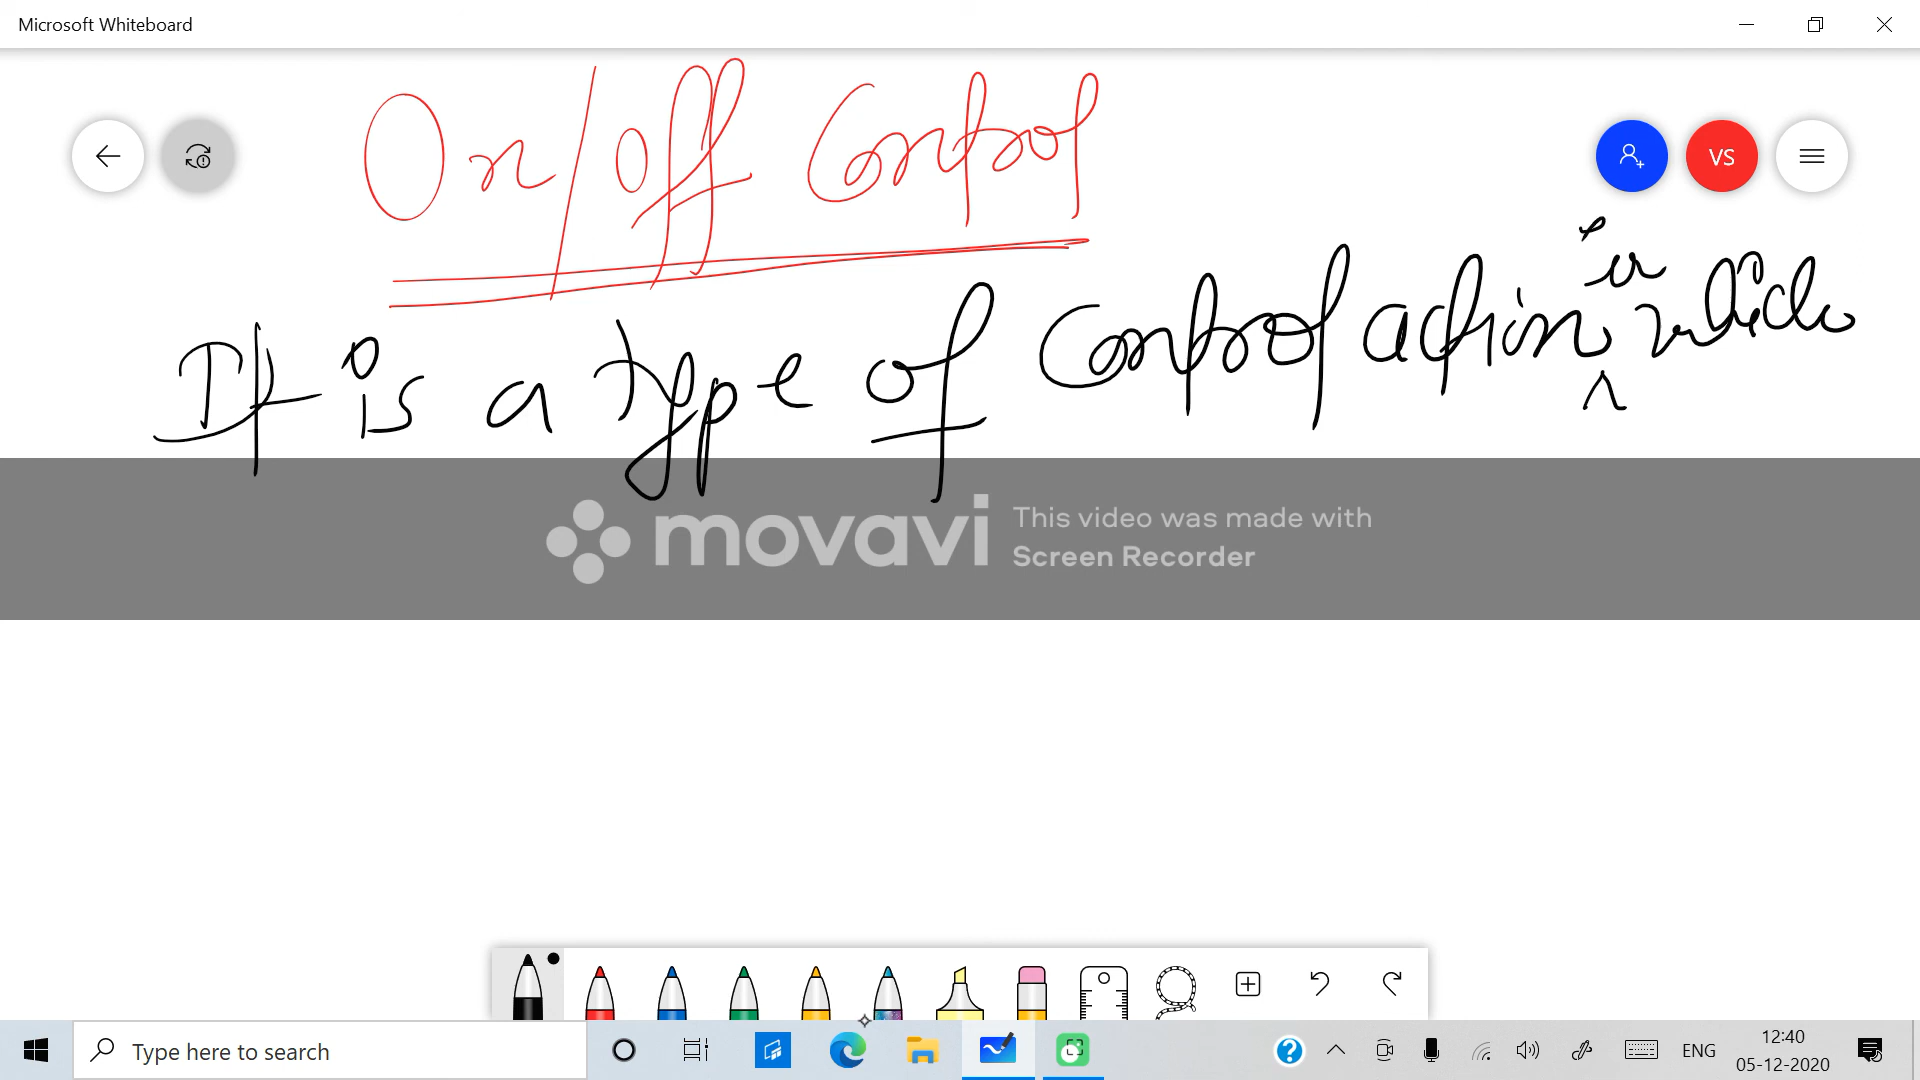 Microsoft Whiteboard
On/off Control
VS
It is a type of Control action in which
movavi
This video was made with
Screen Recorder
Type here to search
ENG
12:40
05-12-2020